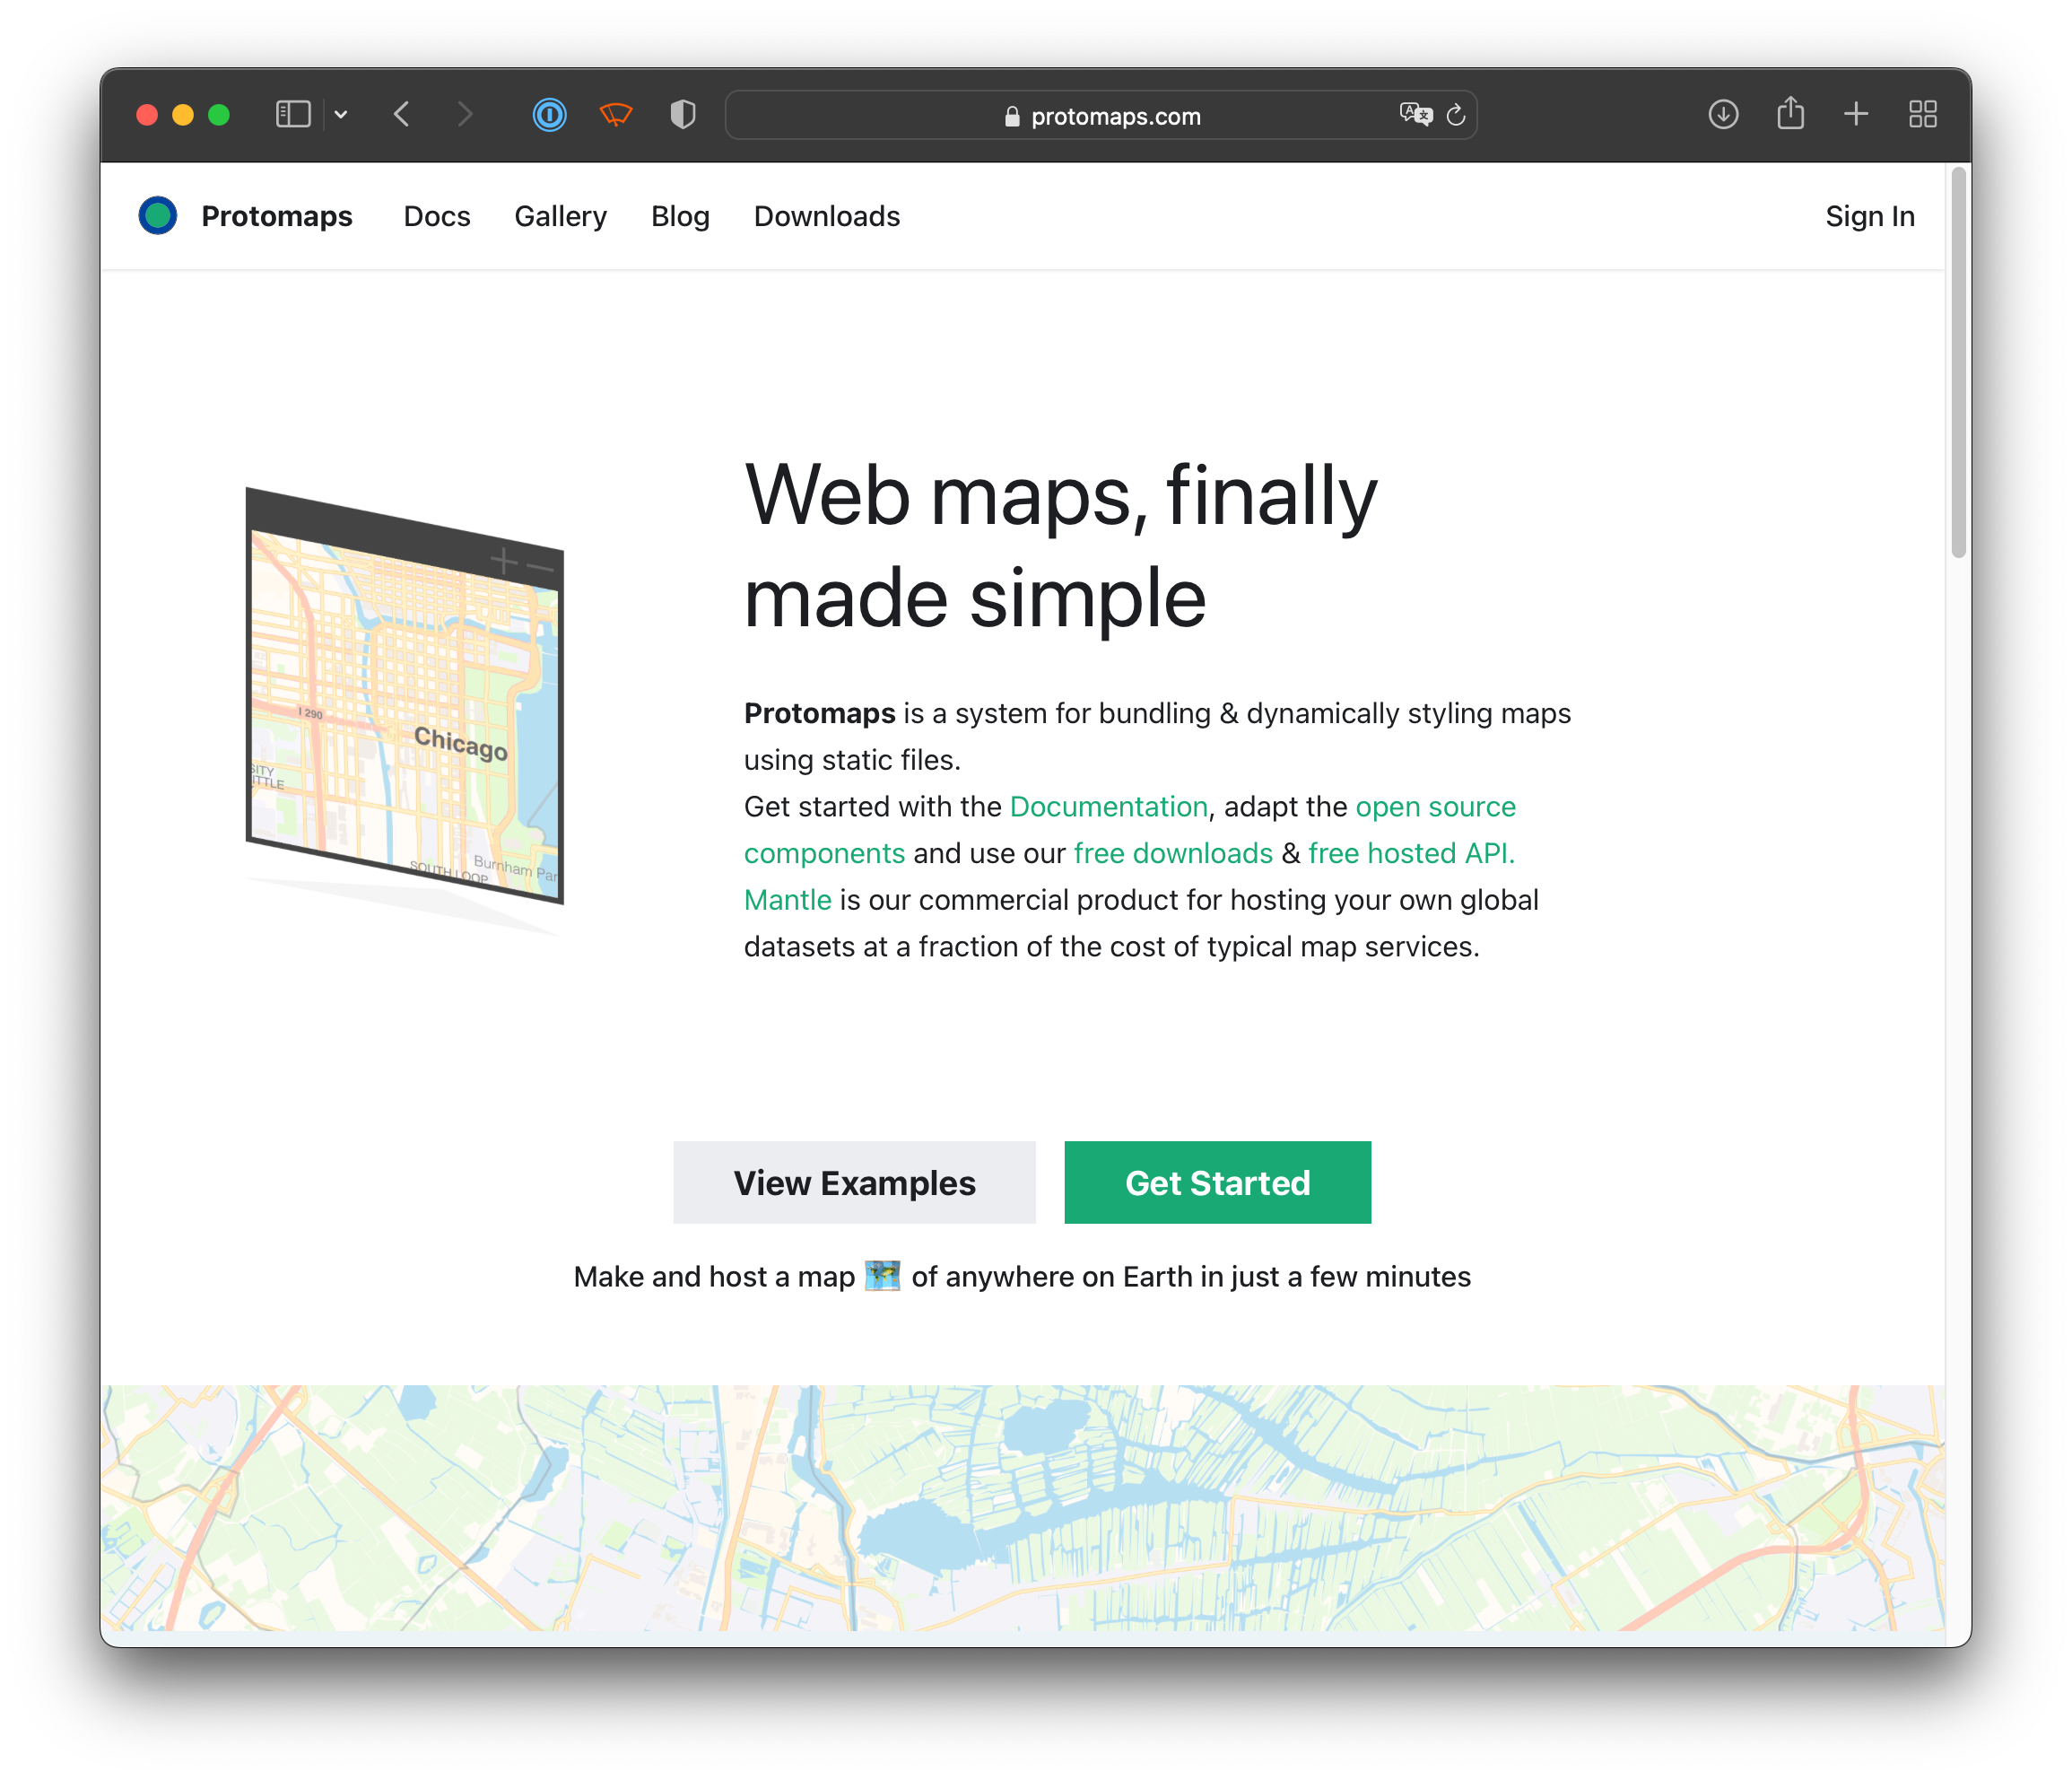 protomaps.com
Protomaps Docs Gallery Blog Downloads Sign In
Web maps, finally
made simple
I 290
Chicago
SITY
ITTLE
SOUTH LOOP
Burnham Par
Protomaps is a system for bundling & dynamically styling maps
using static files.
Get started with the Documentation, adapt the open source
components and use our free downloads & free hosted API.
Mantle is our commercial product for hosting your own global
datasets at a fraction of the cost of typical map services.
View Examples Get Started
Make and host a map 🗺️ of anywhere on Earth in just a few minutes